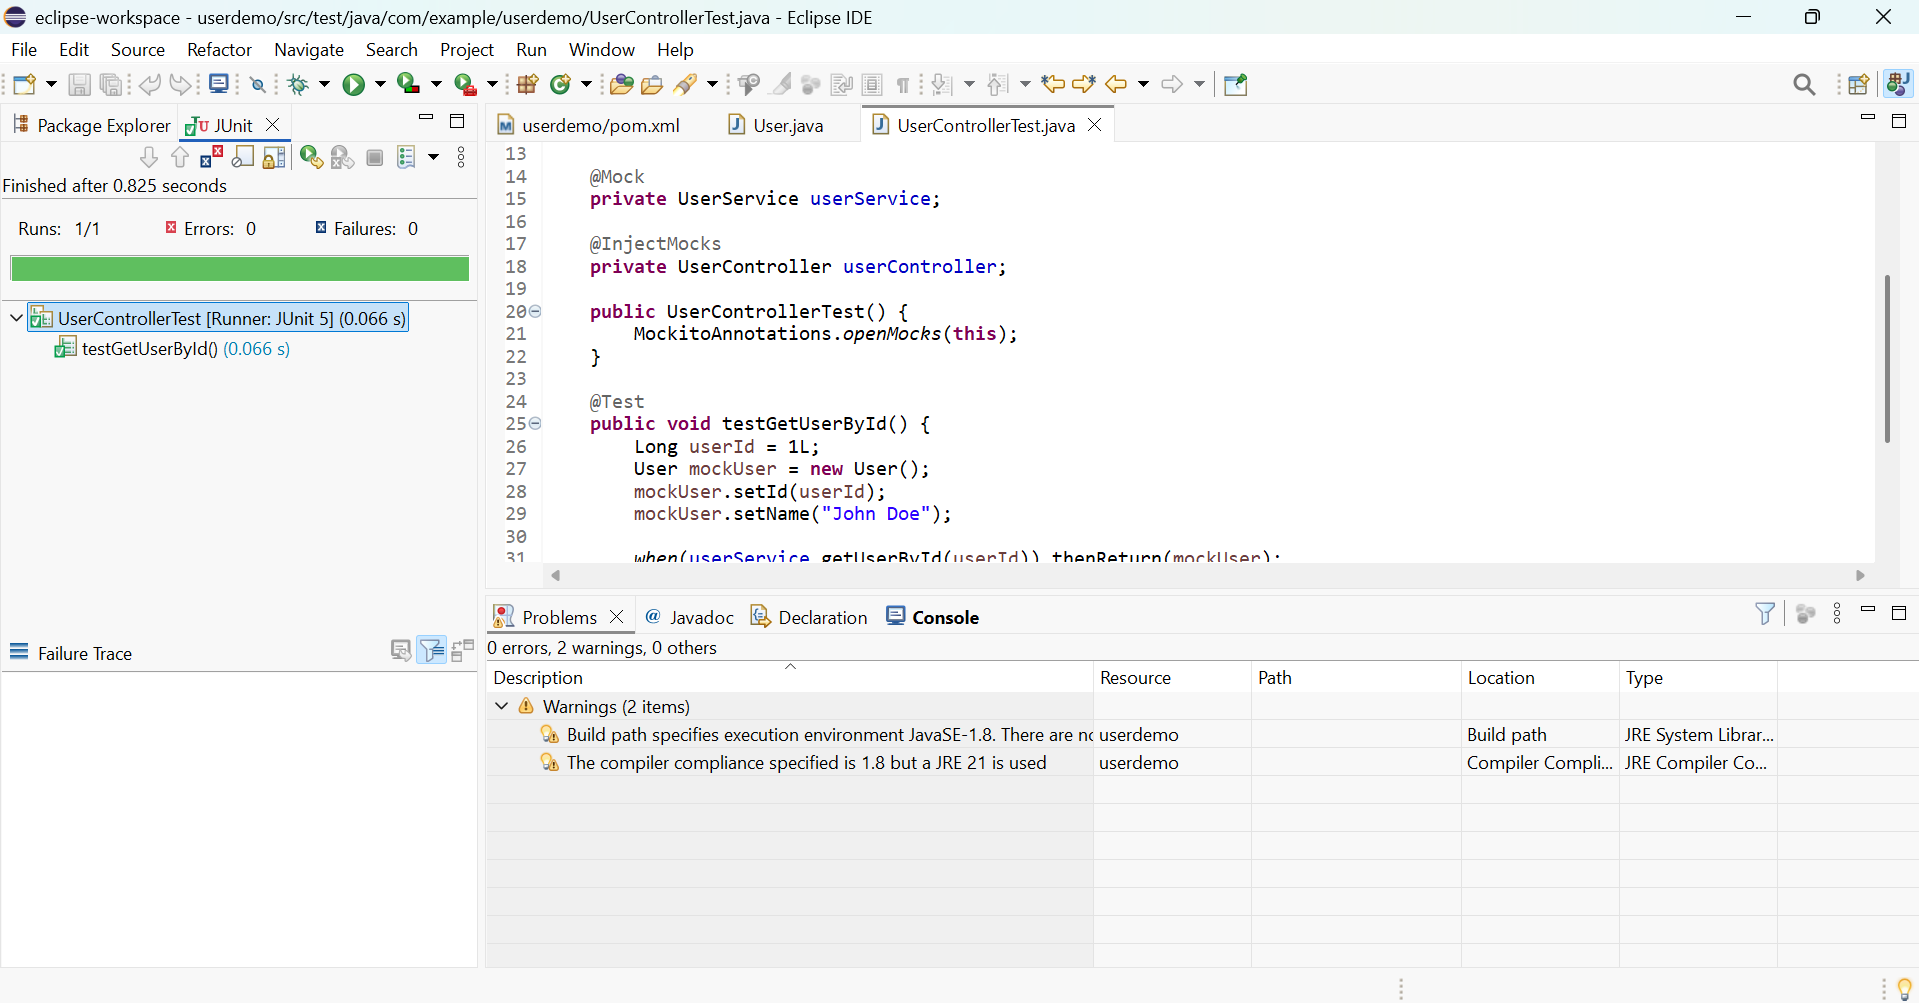 eclipse-workspace - userdemo/src/test/java/com/example/userdemo/UserControllerTest.java - Eclipse IDE
File Edit Source Refactor Navigate Search Project Run Window Help
Package Explorer JUnit
Finished after 0.825 seconds
Runs: 1/1 Errors: 0 Failures: 0
UserControllerTest [Runner: JUnit 5] (0.066 s)
testGetUserById() (0.066 s)
Failure Trace
userdemo/pom.xml User.java UserControllerTest.java
13
14 @Mock
15 private UserService userService;
16
17 @InjectMocks
18 private UserController userController;
19
20 public UserControllerTest() {
21 MockitoAnnotations.openMocks(this);
22 }
23
24 @Test
25 public void testGetUserById() {
26 Long userId = 1L;
27 User mockUser = new User();
28 mockUser.setId(userId);
29 mockUser.setName("John Doe");
30
31 when(userService.getUserById(userId)).thenReturn(mockUser);
Problems @ Javadoc Declaration Console
0 errors, 2 warnings, 0 others
Description Resource Path Location Type
Warnings (2 items)
Build path specifies execution environment JavaSE-1.8. There are no userdemo Build path JRE System Librar...
The compiler compliance specified is 1.8 but a JRE 21 is used userdemo Compiler Compli... JRE Compiler Co...